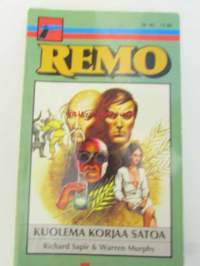 REMO
KUOLEMA KORJAA SATOA
Richard Sapir & Warren Murphy